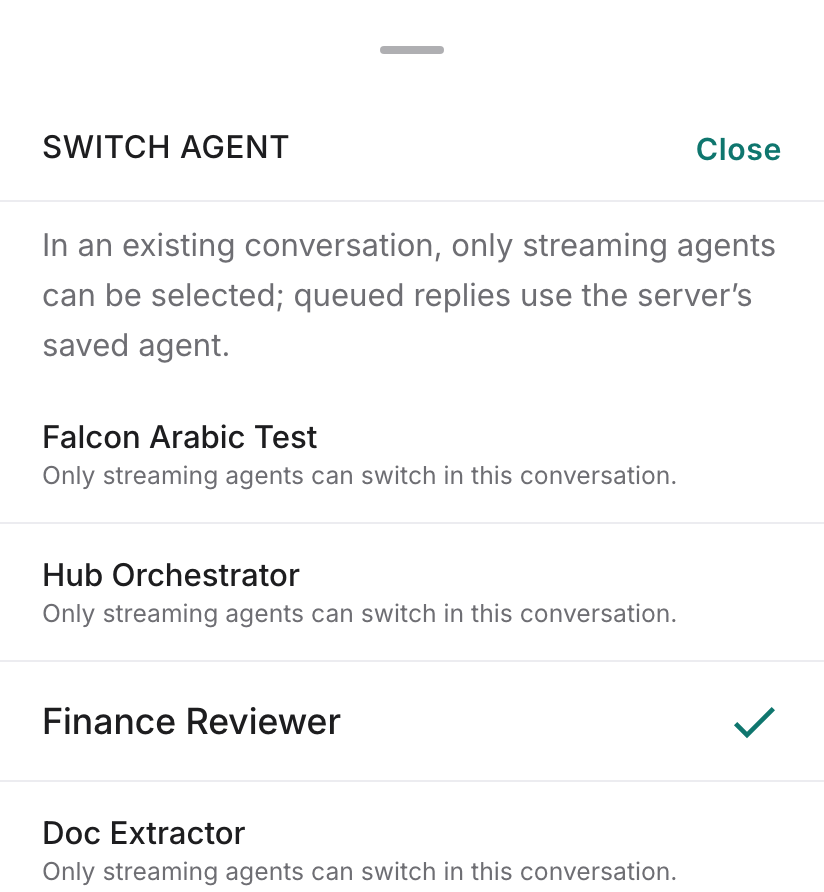 SWITCH AGENT
Close
In an existing conversation, only streaming agents
can be selected; queued replies use the server’s
saved agent.
Falcon Arabic Test
Only streaming agents can switch in this conversation.
Hub Orchestrator
Only streaming agents can switch in this conversation.
Finance Reviewer
Doc Extractor
Only streaming agents can switch in this conversation.